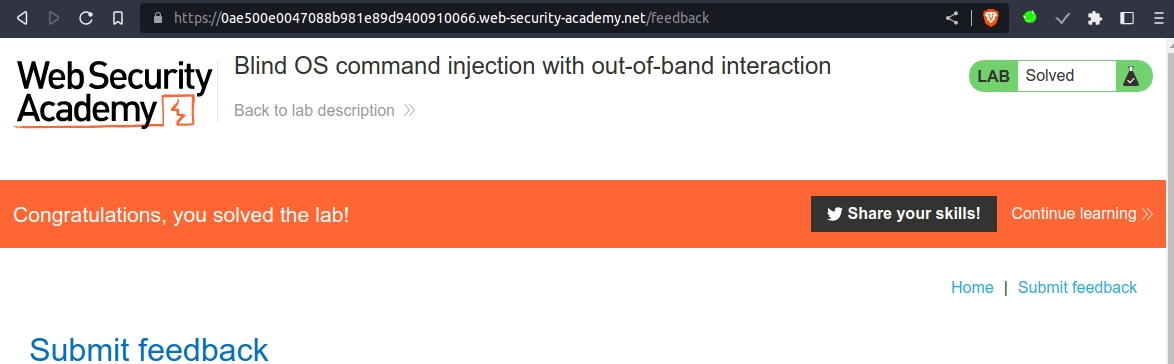 https://0ae500e0047088b981e89d9400910066.web-security-academy.net/feedback
Web Security
Academy
Blind OS command injection with out-of-band interaction
Back to lab description
LAB Solved
Congratulations, you solved the lab!
Share your skills!
Continue learning
Home | Submit feedback
Submit feedback